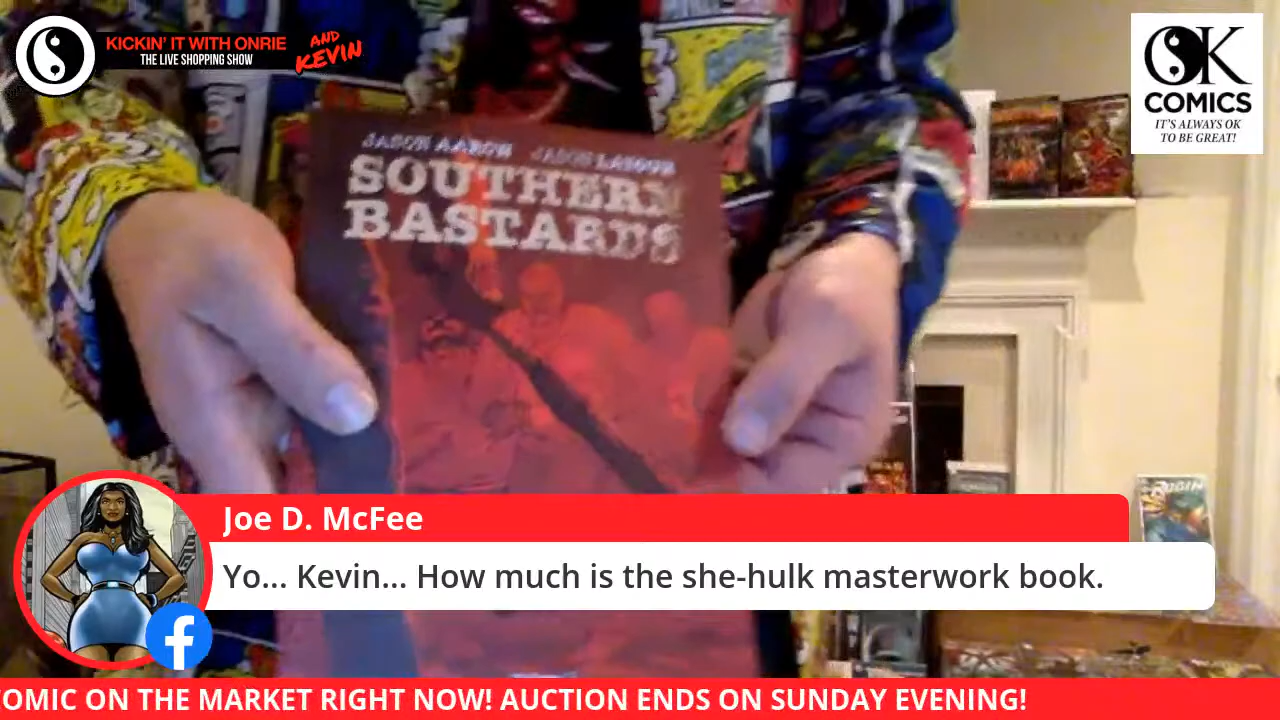 KICKIN' IT WITH ONRIE
THE LIVE SHOPPING SHOW
AND
KEVIN
OK
COMICS
IT'S ALWAYS OK
TO BE GREAT!
JASON AARON JASON LATOUR
SOUTHERN
BASTARDS
ROBIN
Joe D. McFee
Yo... Kevin... How much is the she-hulk masterwork book.
COMIC ON THE MARKET RIGHT NOW! AUCTION ENDS ON SUNDAY EVENING!